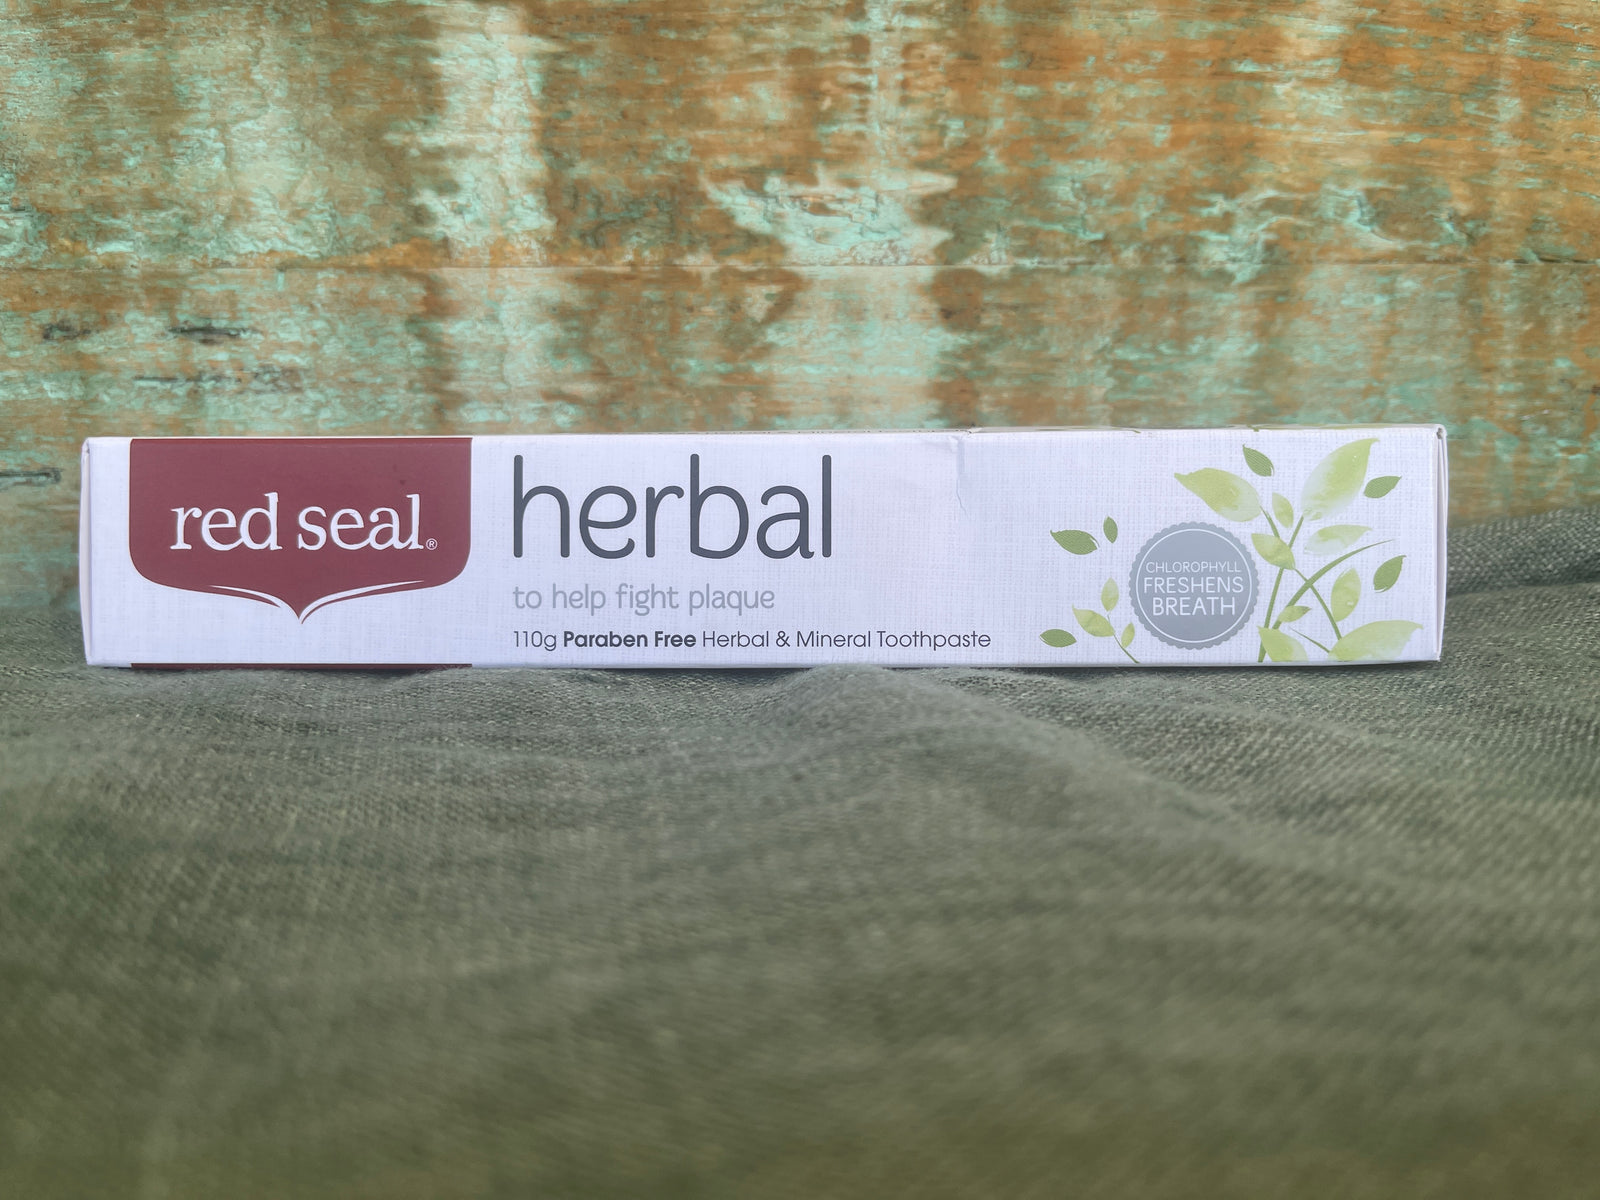 red seal®
herbal
to help fight plaque
110g Paraben Free Herbal & Mineral Toothpaste
CHLOROPHYLL
FRESHENS
BREATH